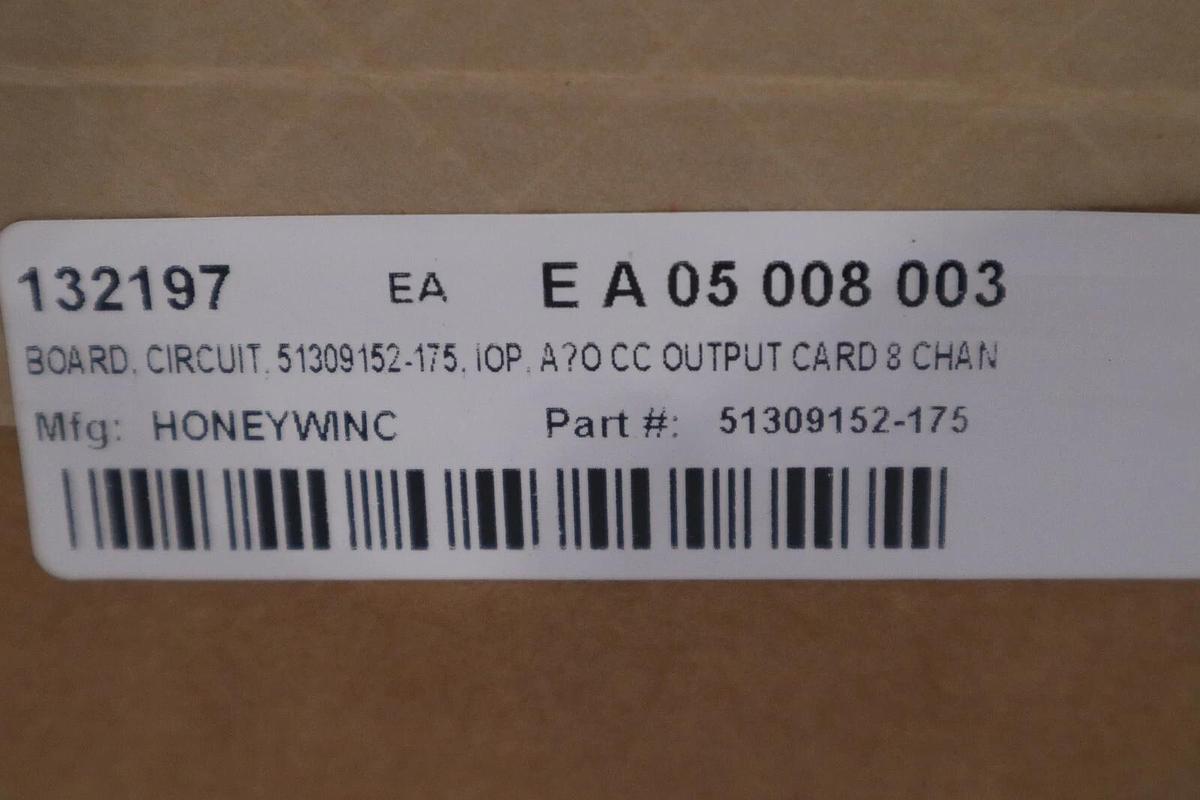 132197 EA E A 05 008 003
BOARD, CIRCUIT, 51309152-175, IOP, A?O CC OUTPUT CARD 8 CHAN
Mfg: HONEYWINC Part #: 51309152-175